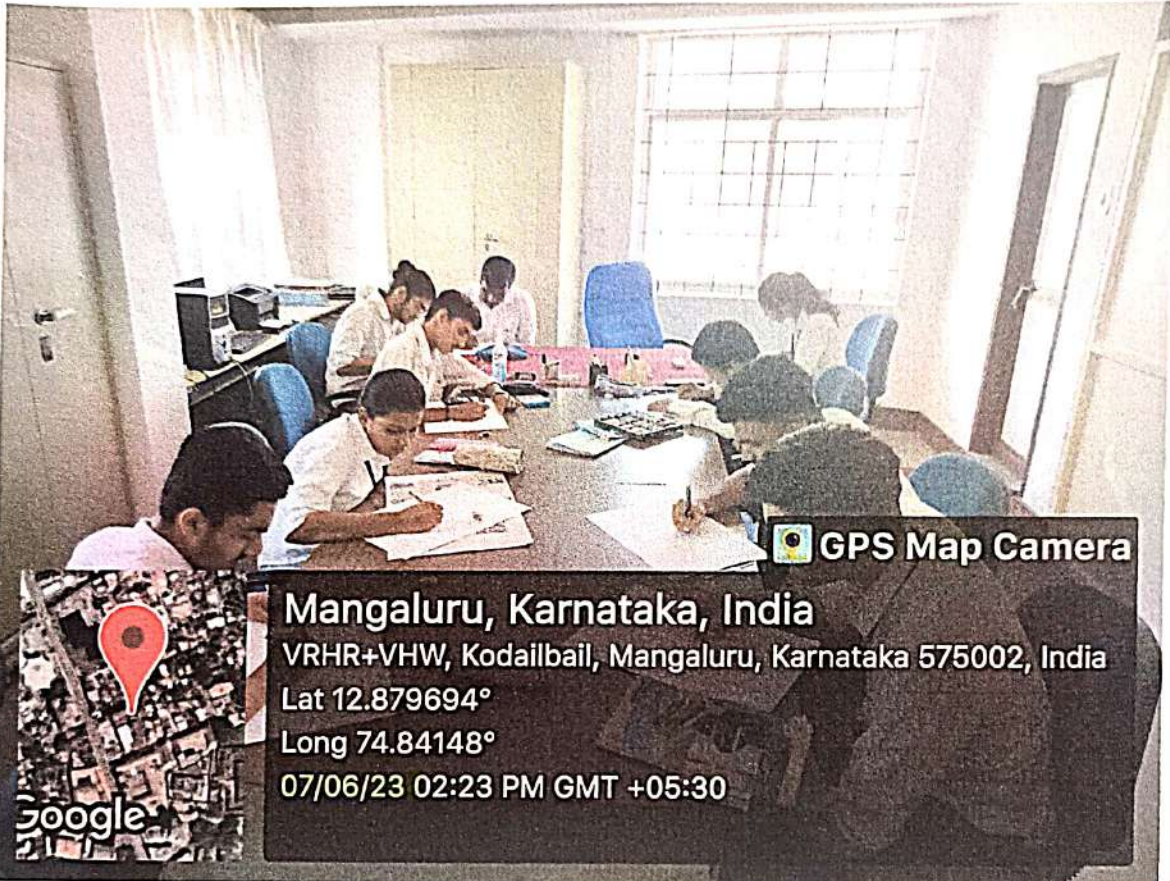 GPS Map Camera
Mangaluru, Karnataka, India
VRHR+VHW, Kodailbail, Mangaluru, Karnataka 575002, India
Lat 12.879694°
Long 74.84148°
07/06/23 02:23 PM GMT +05:30
Google